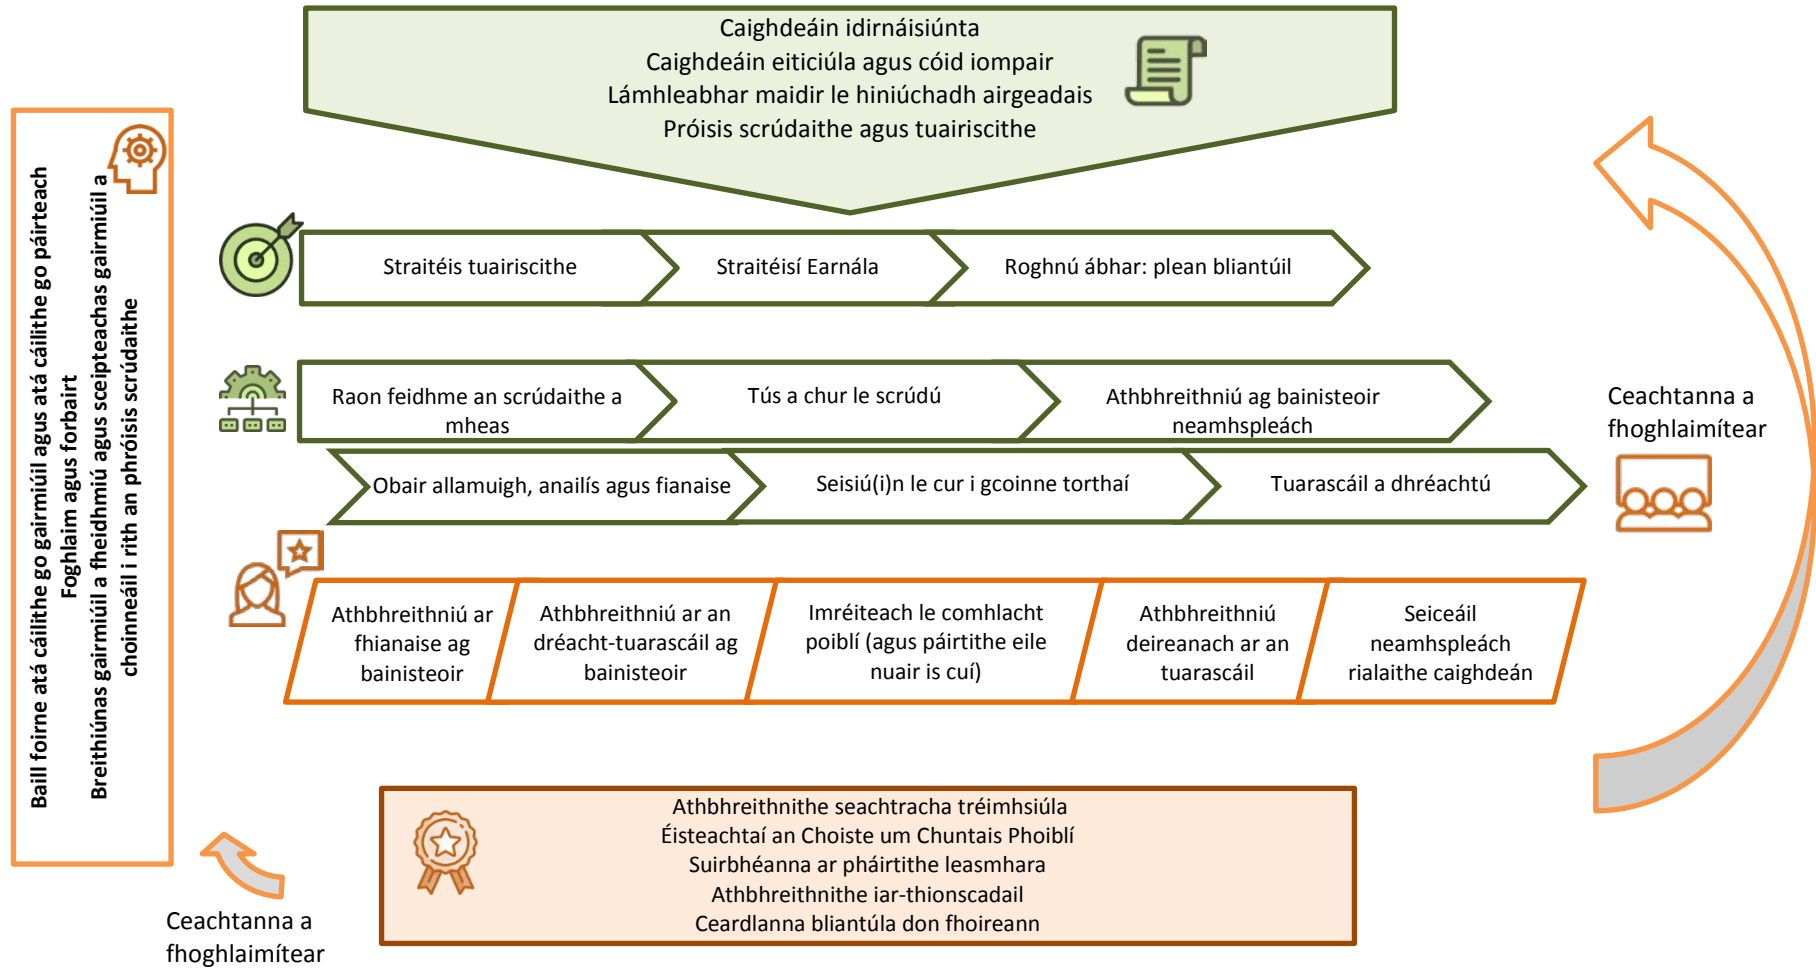 Caighdeáin idirnáisiúnta
Caighdeáin eiticiúla agus cóid iompair
Lámhleabhar maidir le hiniúchadh airgeadais
Próisis scrúdaithe agus tuairiscithe
Baill foirne atá cáilithe go gairmiúil agus atá cáilithe go páirteach
Foghlaim agus forbairt
Breithiúnas gairmiúil a fheidhmiú agus sceipteachas gairmiúil a
choinneáil i rith an phróisis scrúdaithe
Straitéis tuairiscithe
Straitéisí Earnála
Roghnú ábhar: plean bliantúil
Raon feidhme an scrúdaithe a
mheas
Tús a chur le scrúdú
Athbhreithniú ag bainisteoir
neamhspleách
Obair allamuigh, anailís agus fianaise
Seisiú(i)n le cur i gcoinne torthaí
Tuarascáil a dhréachtú
Ceachtanna a
fhoghlaimítear
Athbhreithniú ar
fhianaise ag
bainisteoir
Athbhreithniú ar an
dréacht-tuarascáil ag
bainisteoir
Imréiteach le comhlacht
poiblí (agus páirtithe eile
nuair is cuí)
Athbhreithniú
deireanach ar an
tuarascáil
Seiceáil
neamhspleách
rialaithe caighdeán
Athbhreithnithe seachtracha tréimhsiúla
Éisteachtaí an Choiste um Chuntais Phoiblí
Suirbhéanna ar pháirtithe leasmhara
Athbhreithnithe iar-thionscadail
Ceardlanna bliantúla don fhoireann
Ceachtanna a
fhoghlaimítear